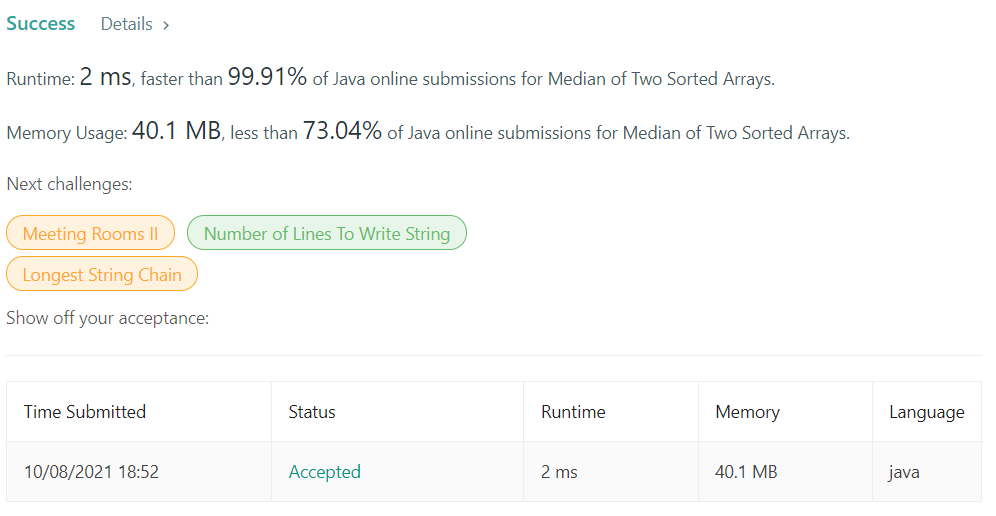 Success Details >
Runtime: 2 ms, faster than 99.91% of Java online submissions for Median of Two Sorted Arrays.
Memory Usage: 40.1 MB, less than 73.04% of Java online submissions for Median of Two Sorted Arrays.
Next challenges:
Meeting Rooms II Number of Lines To Write String
Longest String Chain
Show off your acceptance:
Time Submitted Status Runtime Memory Language
10/08/2021 18:52 Accepted 2 ms 40.1 MB java